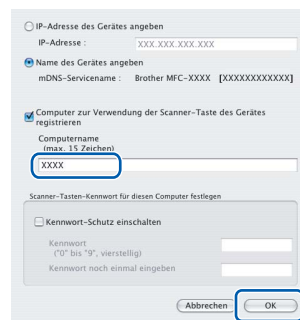 IP-Adresse des Gerätes angeben
IP-Adresse : XXX.XXX.XXX.XXX
Name des Gerätes angeben
mDNS-Servicename : Brother MFC-XXXX [XXXXXXXXXXXX]
Computer zur Verwendung der Scanner-Taste des Gerätes
registrieren
Computername
(max. 15 Zeichen)
XXXX
Scanner-Tasten-Kennwort für diesen Computer festlegen
Kennwort-Schutz einschalten
Kennwort
("0" bis "9", vierstellig)
Kennwort noch einmal eingeben
Abbrechen OK